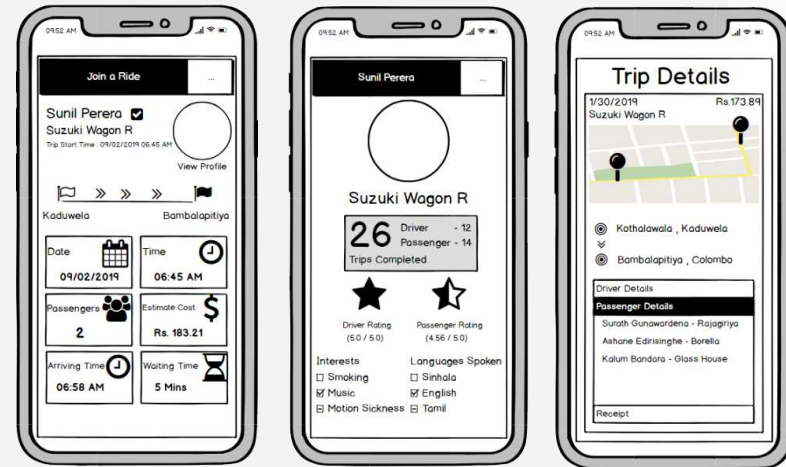 09:52 AM
Join a Ride
...
Sunil Perera
Suzuki Wagon R
Trip Start Time : 09/02/2019 06.45 AM
View Profile
Kaduwela
Bambalapitiya
Date
09/02/2019
Time
06:45 AM
Passengers
2
Estimate Cost
Rs. 183.21
Arriving Time
06:58 AM
Waiting Time
5 Mins
09:52 AM
Sunil Perera
...
Suzuki Wagon R
26
Driver - 12
Passenger - 14
Trips Completed
Driver Rating
(5.0 / 5.0)
Passenger Rating
(4.56 / 5.0)
Interests
Smoking
Music
Motion Sickness
Languages Spoken
Sinhala
English
Tamil
09:52 AM
Trip Details
1/30/2019
Rs.173.89
Suzuki Wagon R
Kothalawala , Kaduwela
Bambalapitiya , Colombo
Driver Details
Passenger Details
Surath Gunawardena - Rajagiriya
Ashane Edirisinghe - Borella
Kalum Bandara - Glass House
Receipt